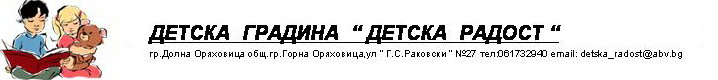 ДЕТСКА ГРАДИНА “ ДЕТСКА РАДОСТ “
гр.Долна Оряховица общ.гр.Горна Оряховица,ул “ Г.С.Раковски “ №27 тел:061732940 email: detska_radost@abv.bg